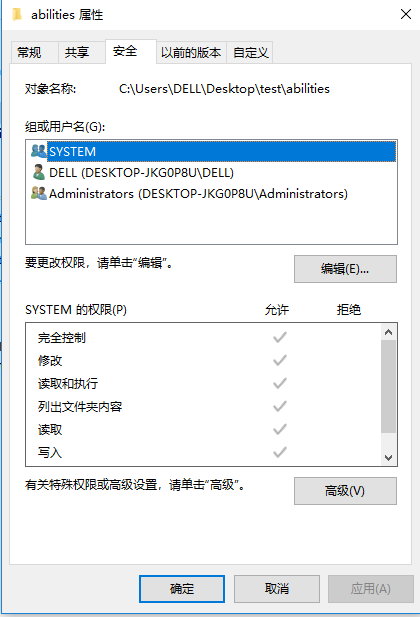 abilities 属性
常规 共享 安全 以前的版本 自定义
对象名称: C:\Users\DELL\Desktop\test\abilities
组或用户名(G):
SYSTEM
DELL (DESKTOP-JKG0P8U\DELL)
Administrators (DESKTOP-JKG0P8U\Administrators)
要更改权限，请单击“编辑”。 编辑(E)...
SYSTEM 的权限(P) 允许 拒绝
完全控制
修改
读取和执行
列出文件夹内容
读取
写入
有关特殊权限或高级设置，请单击“高级”。 高级(V)
确定 取消 应用(A)